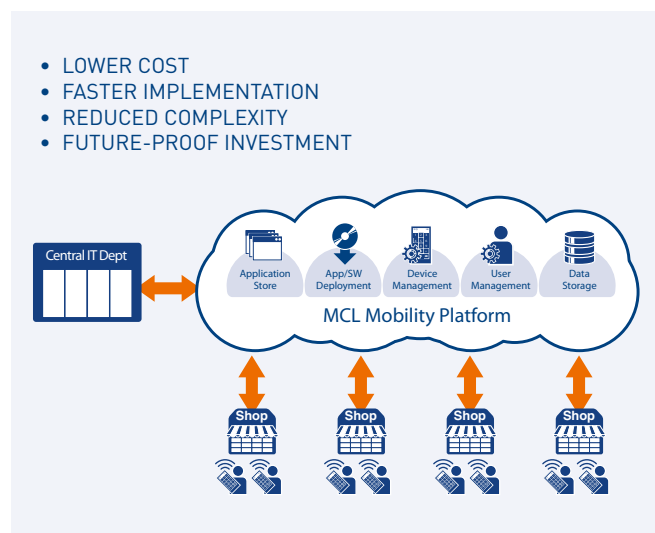 • LOWER COST
• FASTER IMPLEMENTATION
• REDUCED COMPLEXITY
• FUTURE-PROOF INVESTMENT
Central IT Dept
Application
Store
App/SW
Deployment
Device
Management
User
Management
Data
Storage
MCL Mobility Platform
Shop
Shop
Shop
Shop